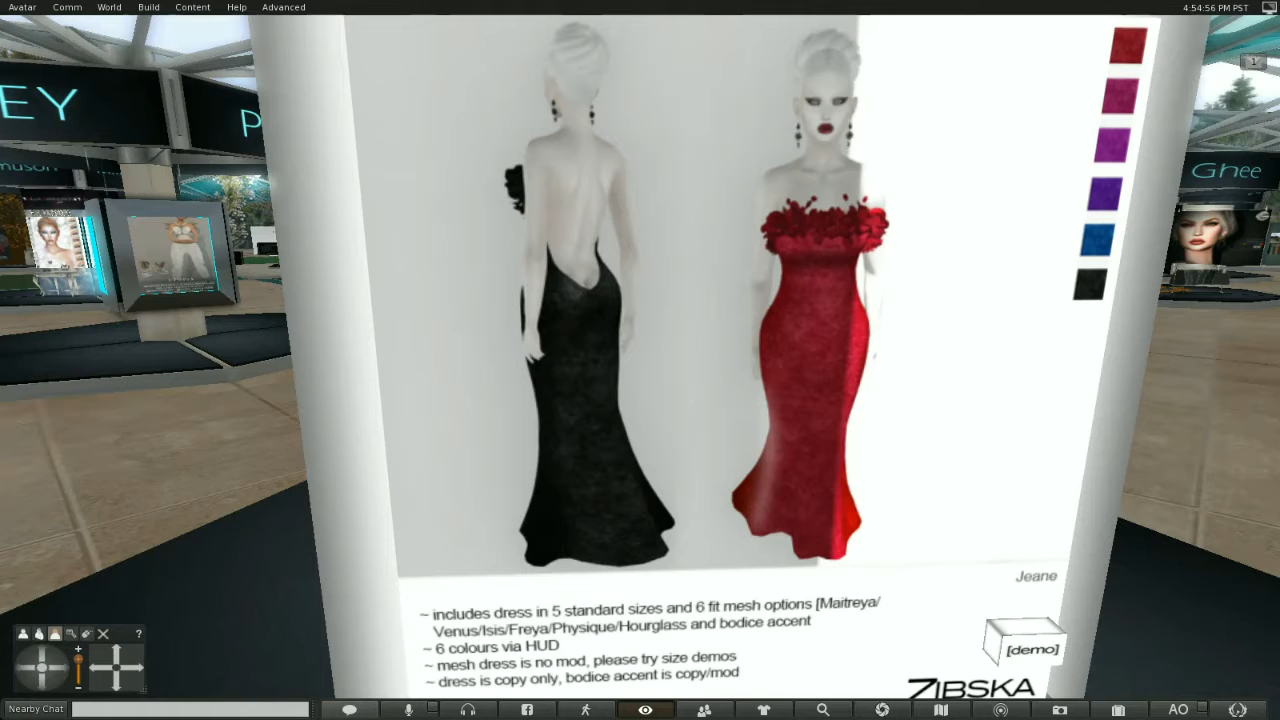 Avatar Comm World Build Content Help Advanced
4:54:56 PM PST
1
EY
P
Ghee
Jeane
~ includes dress in 5 standard sizes and 6 fit mesh options [Maitreya/
Venus/Isis/Freya/Physique/Hourglass and bodice accent
~ 6 colours via HUD
~ mesh dress is no mod, please try size demos
~ dress is copy only, bodice accent is copy/mod
[demo]
ZIBSKA
?
+
-
Nearby Chat
AO